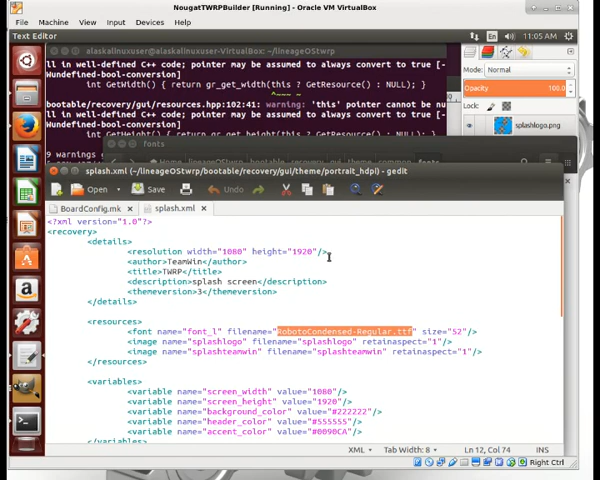 NougatTWRPBuilder [Running] - Oracle VM VirtualBox
File Machine View Input Devices Help
Text Editor
En
11:05 AM
alaskalinuxuser-VirtualBox: ~/lineageOStwrp
ll in well-defined C++ code; pointer may be assumed to always convert to true [-
Wundefined-bool-conversion]
int GetWidth() { return gr_get_width(this ? GetResource() : NULL); }
^~~~ ~
bootable/recovery/gui/resources.hpp:102:41: warning: 'this' pointer cannot be nu
ll in well-defined C++ code; pointer may be assumed to always convert to true [-
Wundefined-bool-conversion]
int GetHeight() { return gr_get_height(this ? GetResource() : NULL); }
9 warnings
Mode: Normal
Opacity 100.0
Lock:
splashlogo.png
fonts
Home lineageOStwrp bootable recovery gui theme common fonts
splash.xml (~/lineageOStwrp/bootable/recovery/gui/theme/portrait_hdpi) - gedit
Open Save Undo
BoardConfig.mk × splash.xml ×
<?xml version="1.0"?>
<recovery>
<details>
<resolution width="1080" height="1920"/>
<author>TeamWin</author>
<title>TWRP</title>
<description>splash screen</description>
<themeversion>3</themeversion>
</details>
<resources>
<font name="font_l" filename="RobotoCondensed-Regular.ttf" size="52"/>
<image name="splashlogo" filename="splashlogo" retainaspect="1"/>
<image name="splashteamwin" filename="splashteamwin" retainaspect="1"/>
</resources>
<variables>
<variable name="screen_width" value="1080"/>
<variable name="screen_height" value="1920"/>
<variable name="background_color" value="#222222"/>
<variable name="header_color" value="#555555"/>
<variable name="accent_color" value="#0090CA"/>
</variables>
XML Tab Width: 8 Ln 12, Col 74 INS
Right Ctrl